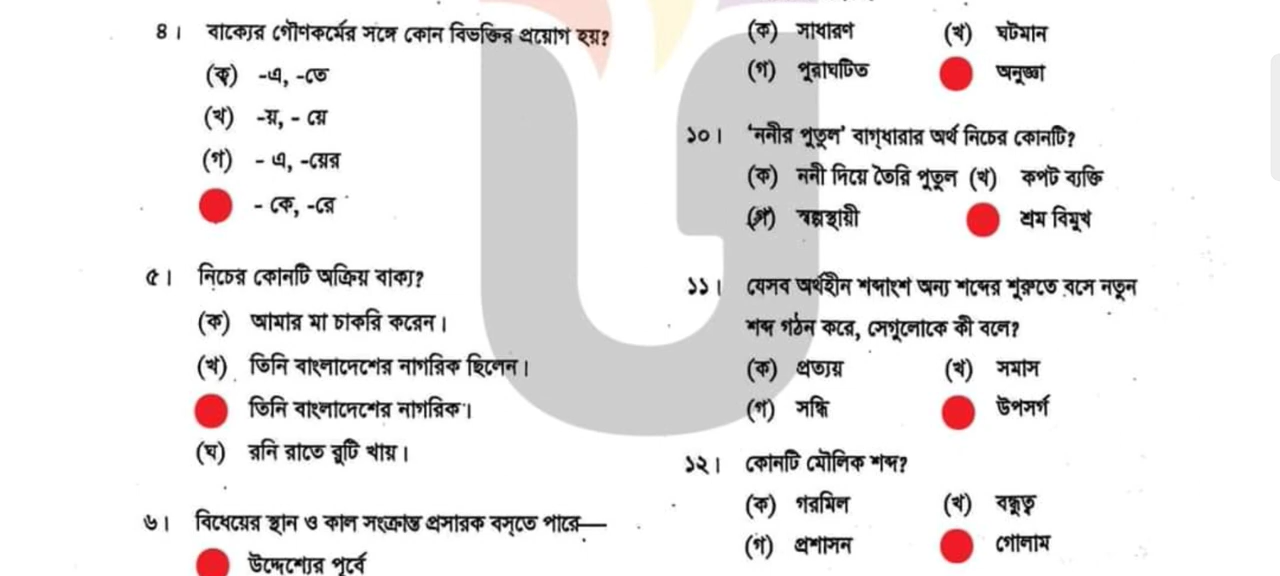 ৪। বাক্যের গৌণকর্মের সঙ্গে কোন বিভক্তির প্রয়োগ হয়?
(ক) -এ, -তে
(খ) -য়, - য়ে
(গ) - এ, -য়ের
- কে, -রে
৫। নিচের কোনটি অক্রিয় বাক্য?
(ক) আমার মা চাকরি করেন।
(খ) তিনি বাংলাদেশের নাগরিক ছিলেন।
তিনি বাংলাদেশের নাগরিক।
(ঘ) রনি রাতে রুটি খায়।
৬। বিধেয়ের স্থান ও কাল সংক্রান্ত প্রসারক বস্‌তে পারে—
উদ্দেশ্যের পূর্বে
(ক) সাধারণ (খ) ঘটমান
(গ) পুরাঘটিত অনুজ্ঞা
১০। ‘ননীর পুতুল’ বাগ্‌ধারার অর্থ নিচের কোনটি?
(ক) ননী দিয়ে তৈরি পুতুল (খ) কপট ব্যক্তি
(গ) স্বল্পস্থায়ী শ্রম বিমুখ
১১। যেসব অর্থহীন শব্দাংশ অন্য শব্দের শুরুতে বসে নতুন
শব্দ গঠন করে, সেগুলোকে কী বলে?
(ক) প্রত্যয় (খ) সমাস
(গ) সন্ধি উপসর্গ
১২। কোনটি মৌলিক শব্দ?
(ক) গরমিল (খ) বন্ধুত্ব
(গ) প্রশাসন গোলাম